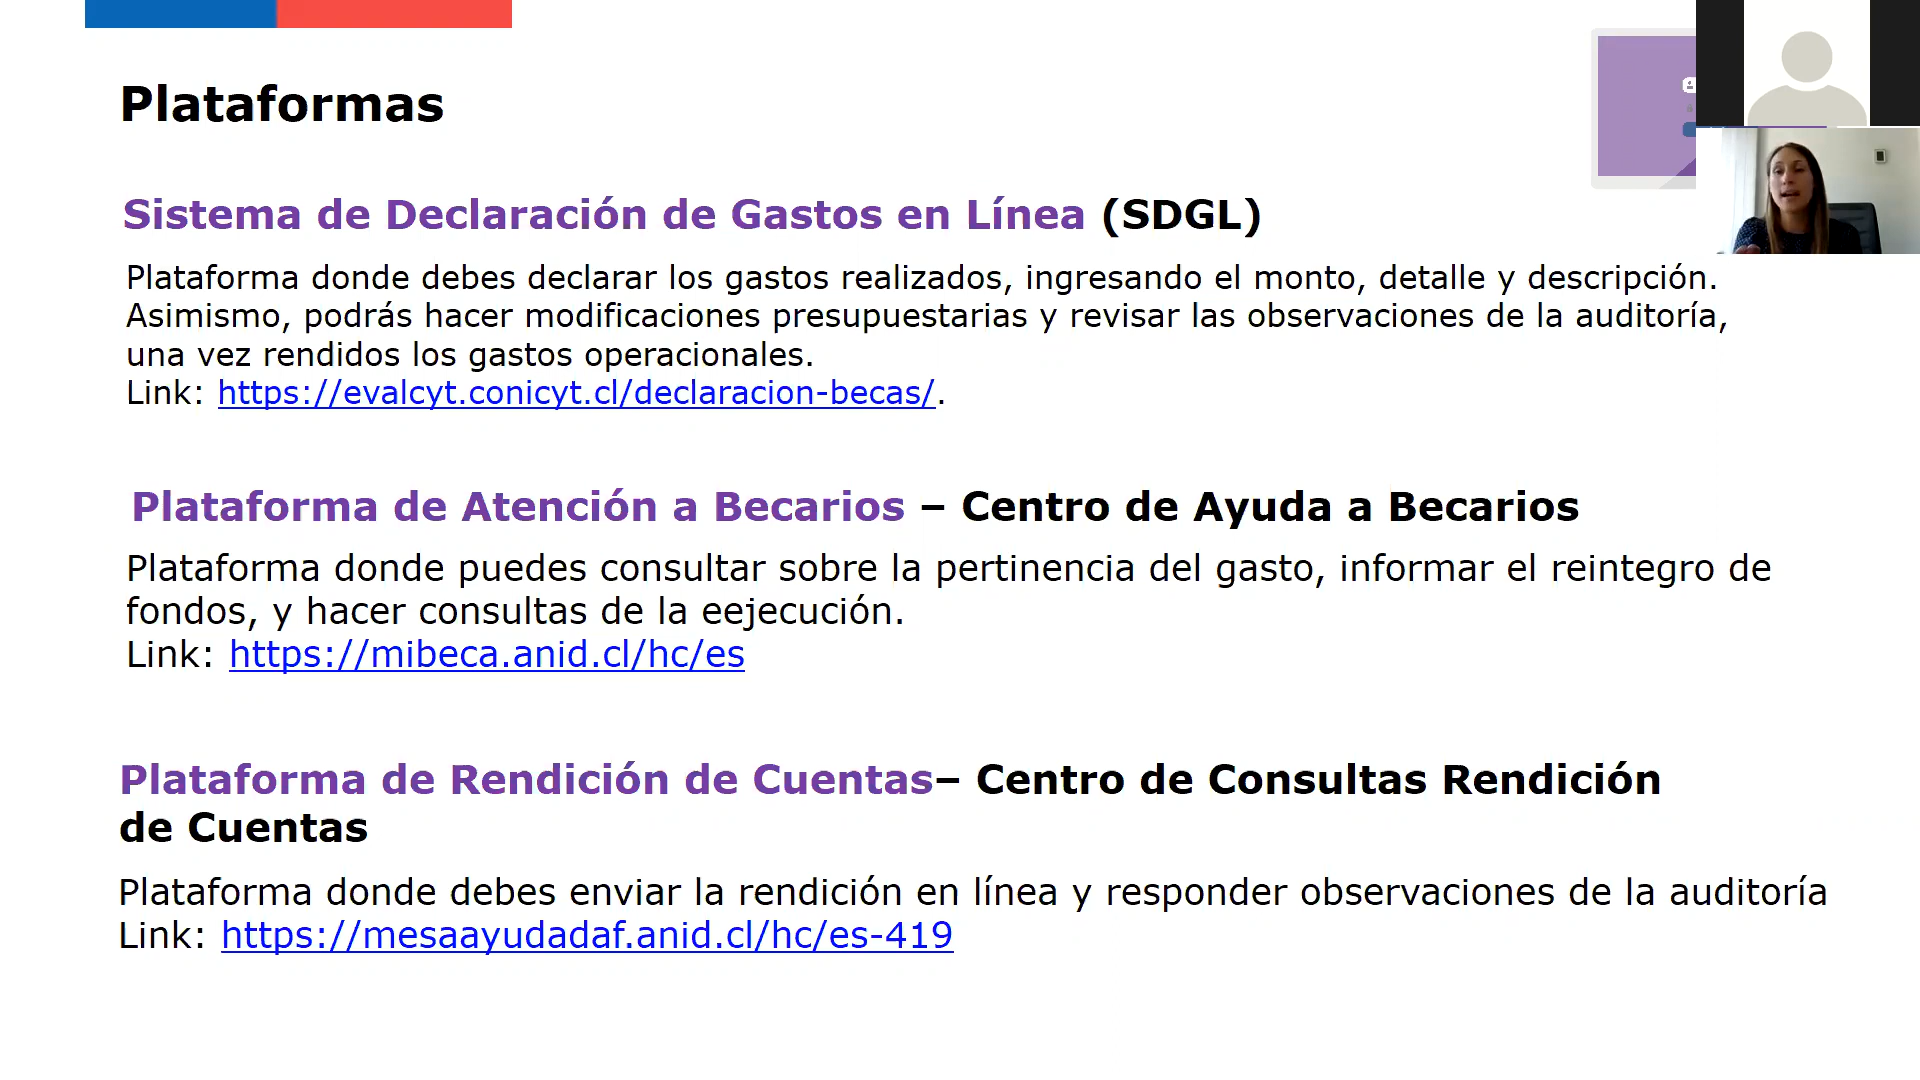 Plataformas
Sistema de Declaración de Gastos en Línea (SDGL)
Plataforma donde debes declarar los gastos realizados, ingresando el monto, detalle y descripción.
Asimismo, podrás hacer modificaciones presupuestarias y revisar las observaciones de la auditoría,
una vez rendidos los gastos operacionales.
Link: https://evalcyt.conicyt.cl/declaracion-becas/.
Plataforma de Atención a Becarios – Centro de Ayuda a Becarios
Plataforma donde puedes consultar sobre la pertinencia del gasto, informar el reintegro de
fondos, y hacer consultas de la eejecución.
Link: https://mibeca.anid.cl/hc/es
Plataforma de Rendición de Cuentas– Centro de Consultas Rendición
de Cuentas
Plataforma donde debes enviar la rendición en línea y responder observaciones de la auditoría
Link: https://mesaayudadaf.anid.cl/hc/es-419